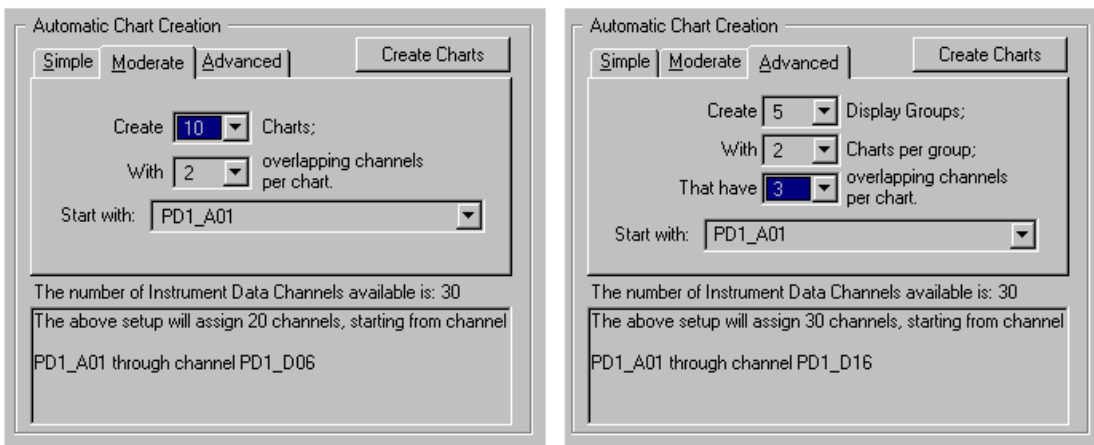 Automatic Chart Creation
Simple Moderate Advanced Create Charts
Create 10 Charts;
With 2 overlapping channels
per chart.
Start with: PD1_A01
The number of Instrument Data Channels available is: 30
The above setup will assign 20 channels, starting from channel
PD1_A01 through channel PD1_D06
Automatic Chart Creation
Simple Moderate Advanced Create Charts
Create 5 Display Groups;
With 2 Charts per group;
That have 3 overlapping channels
per chart.
Start with: PD1_A01
The number of Instrument Data Channels available is: 30
The above setup will assign 30 channels, starting from channel
PD1_A01 through channel PD1_D16